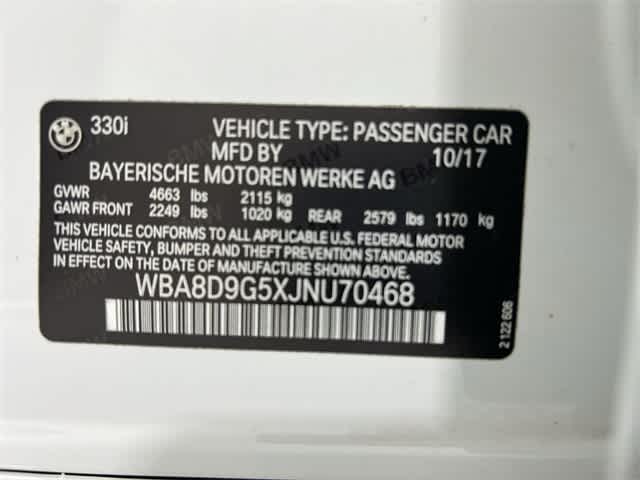 330i VEHICLE TYPE: PASSENGER CAR
MFD BY 10/17
BAYERISCHE MOTOREN WERKE AG
GVWR 4663 lbs 2115 kg
GAWR FRONT 2249 lbs 1020 kg REAR 2579 lbs 1170 kg
THIS VEHICLE CONFORMS TO ALL APPLICABLE U.S. FEDERAL MOTOR
VEHICLE SAFETY, BUMPER AND THEFT PREVENTION STANDARDS
IN EFFECT ON THE DATE OF MANUFACTURE SHOWN ABOVE.
WBA8D9G5XJNU70468
2 122 606